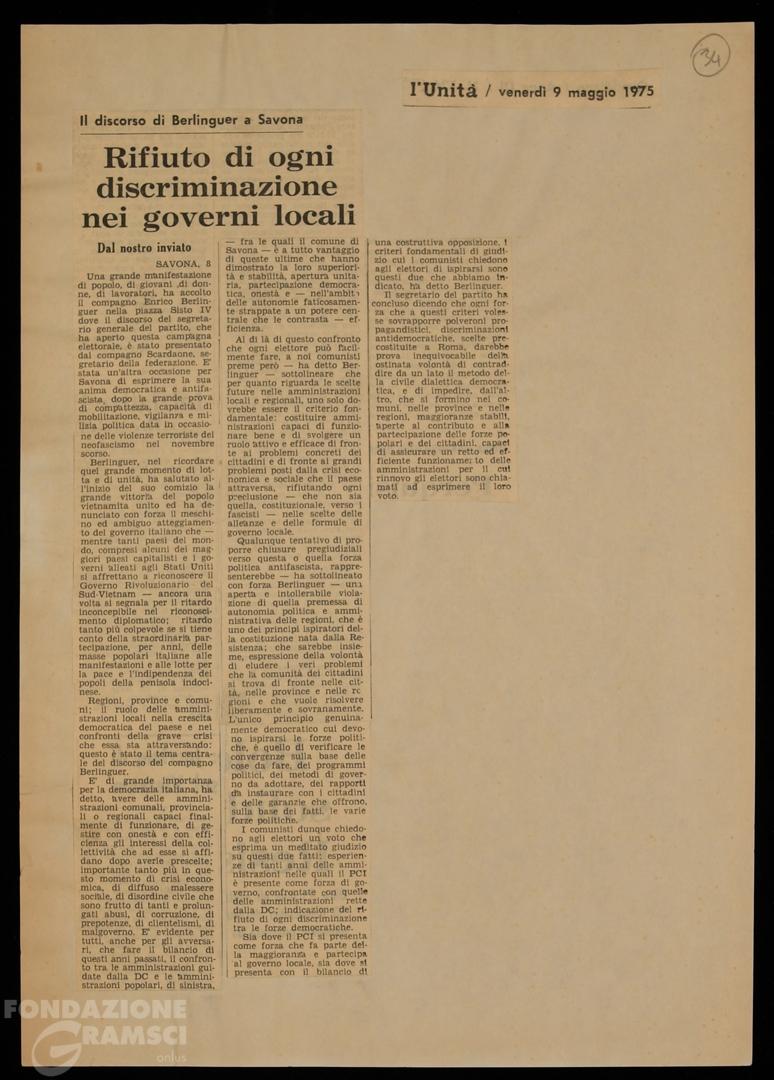 34
l'Unità / venerdì 9 maggio 1975
Il discorso di Berlinguer a Savona
Rifiuto di ogni
discriminazione
nei governi locali
Dal nostro inviato
SAVONA, 8
Una grande manifestazione
di popolo, di giovani ,di don-
ne, di lavoratori, ha accolto
il compagno Enrico Berlin-
guer nella piazza Sisto IV
dove il discorso del segreta-
rio generale del partito, che
ha aperto questa campagna
elettorale, è stato presentato
dal compagno Scardaone, se-
gretario della federazione. E'
stata un'altra occasione per
Savona di esprimere la sua
anima democratica e antifa-
scista, dopo la grande prova
di compattezza, capacità di
mobilitazione, vigilanza e mi-
lizia politica data in occasio-
ne delle violenze terroriste del
neofascismo nel novembre
scorso.
Berlinguer, nel ricordare
quel grande momento di lot-
ta e di unità, ha salutato al-
l'inizio del suo comizio la
grande vittoria del popolo
vietnamita unito ed ha de-
nunciato con forza il meschi-
no ed ambiguo atteggiamen-
to del governo italiano che —
mentre tanti paesi del mon-
do, compresi alcuni dei mag-
giori paesi capitalisti e i go-
verni alleati agli Stati Uniti
si affrettano a riconoscere il
Governo Rivoluzionario del
Sud-Vietnam — ancora una
volta si segnala per il ritardo
inconcepibile nel riconosci-
mento diplomatico; ritardo
tanto più colpevole se si tiene
conto della straordinaria par-
tecipazione, per anni, delle
masse popolari italiane alle
manifestazioni e alle lotte per
la pace e l'indipendenza dei
popoli della penisola indoci-
nese.
Regioni, province e comu-
ni; il ruolo delle ammini-
strazioni locali nella crescita
democratica del paese e nei
confronti della grave crisi
che essa sta attraversando:
questo è stato il tema centra-
le del discorso del compagno
Berlinguer.
E' di grande importanza
per la democrazia italiana, ha
detto, avere delle ammini-
strazioni comunali, provincia-
li o regionali capaci final-
mente di funzionare, di ge-
stire con onestà e con effi-
cienza gli interessi della col-
lettività che ad esse si affi-
dano dopo averle prescelte;
importante tanto più in que-
sto momento di crisi econo-
mica, di diffuso malessere
sociale, di disordine civile che
sono frutto di tanti e prolun-
gati abusi, di corruzione, di
prepotenze, di clientelismi, di
malgoverno. E' evidente per
tutti, anche per gli avversa-
ri, che fare il bilancio di
questi anni passati, il confron-
to tra le amministrazioni gui-
date dalla DC e le ammini-
strazioni popolari, di sinistra,
— fra le quali il comune di
Savona — è a tutto vantaggio
di queste ultime che hanno
dimostrato la loro superiori-
tà e stabilità, apertura unita-
ria, partecipazione democra-
tica, onestà e — nell'ambito
delle autonomie faticosamen-
te strappate a un potere cen-
trale che le contrasta — ef-
ficienza.
Al di là di questo confronto
che ogni elettore può facil-
mente fare, a noi comunisti
preme però — ha detto Ber-
linguer — sottolineare che
per quanto riguarda le scelte
future nelle amministrazioni
locali e regionali, uno solo do-
vrebbe essere il criterio fon-
damentale: costituire ammi-
nistrazioni capaci di funzio-
nare bene e di svolgere un
ruolo attivo e efficace di fron-
te ai problemi concreti dei
cittadini e di fronte ai grandi
problemi posti dalla crisi eco-
nomica e sociale che il paese
attraversa, rifiutando ogni
preclusione — che non sia
quella, costituzionale, verso i
fascisti — nelle scelte delle
alleanze e delle formule di
governo locale.
Qualunque tentativo di pro-
porre chiusure pregiudiziali
verso questa o quella forza
politica antifascista, rappre-
senterebbe — ha sottolineato
con forza Berlinguer — una
aperta e intollerabile viola-
zione di quella premessa di
autonomia politica e ammi-
nistrativa delle regioni, che è
uno dei principi ispiratori del-
la costituzione nata dalla Re-
sistenza; che sarebbe insie-
me, espressione della volontà
di eludere i veri problemi
che la comunità dei cittadini
si trova di fronte nelle cit-
tà, nelle province e nelle re
gioni e che vuole risolvere
liberamente e sovranamente.
L'unico principio genuina-
mente democratico cui devo-
no ispirarsi le forze politi-
che, è quello di verificare le
convergenze sulla base delle
cose da fare, dei programmi
politici, dei metodi di gover-
no da adottare, dei rapporti
da instaurare con i cittadini
e delle garanzie che offrono,
sulla base dei fatti, le varie
forze politiche.
I comunisti dunque chiedo-
no agli elettori un voto che
esprima un meditato giudizio
su questi due fatti: esperien-
ze di tanti anni delle ammi-
nistrazioni nelle quali il PCI
è presente come forza di go-
verno, confrontate con quelle
delle amministrazioni rette
dalla DC; indicazione del ri-
fiuto di ogni discriminazione
tra le forze democratiche.
Sia dove il PCI si presenta
come forza che fa parte del-
la maggioranza e partecipa
al governo locale, sia dove si
presenta con il bilancio di
una costruttiva opposizione, i
criteri fondamentali di giudi-
zio cui i comunisti chiedono
agli elettori di ispirarsi sono
questi due che abbiamo in-
dicato, ha detto Berlinguer.
Il segretario del partito ha
concluso dicendo che ogni for-
za che a questi criteri voles-
se sovrapporre polveroni pro-
pagandistici, discriminazioni
antidemocratiche, scelte pre-
costituite a Roma, darebbe
prova inequivocabile della
ostinata volontà di contrad-
dire da un lato il metodo del-
la civile dialettica democra-
tica, e di impedire, dall'al-
tro, che si formino nei co-
muni, nelle province e nelle
regioni, maggioranze stabili,
aperte al contributo e alla
partecipazione delle forze po-
polari e dei cittadini, capaci
di assicurare un retto ed ef-
ficiente funzionamento delle
amministrazioni per il cui
rinnovo gli elettori sono chia-
mati ad esprimere il loro
voto.
FONDAZIONE
GRAMSCI
onlus